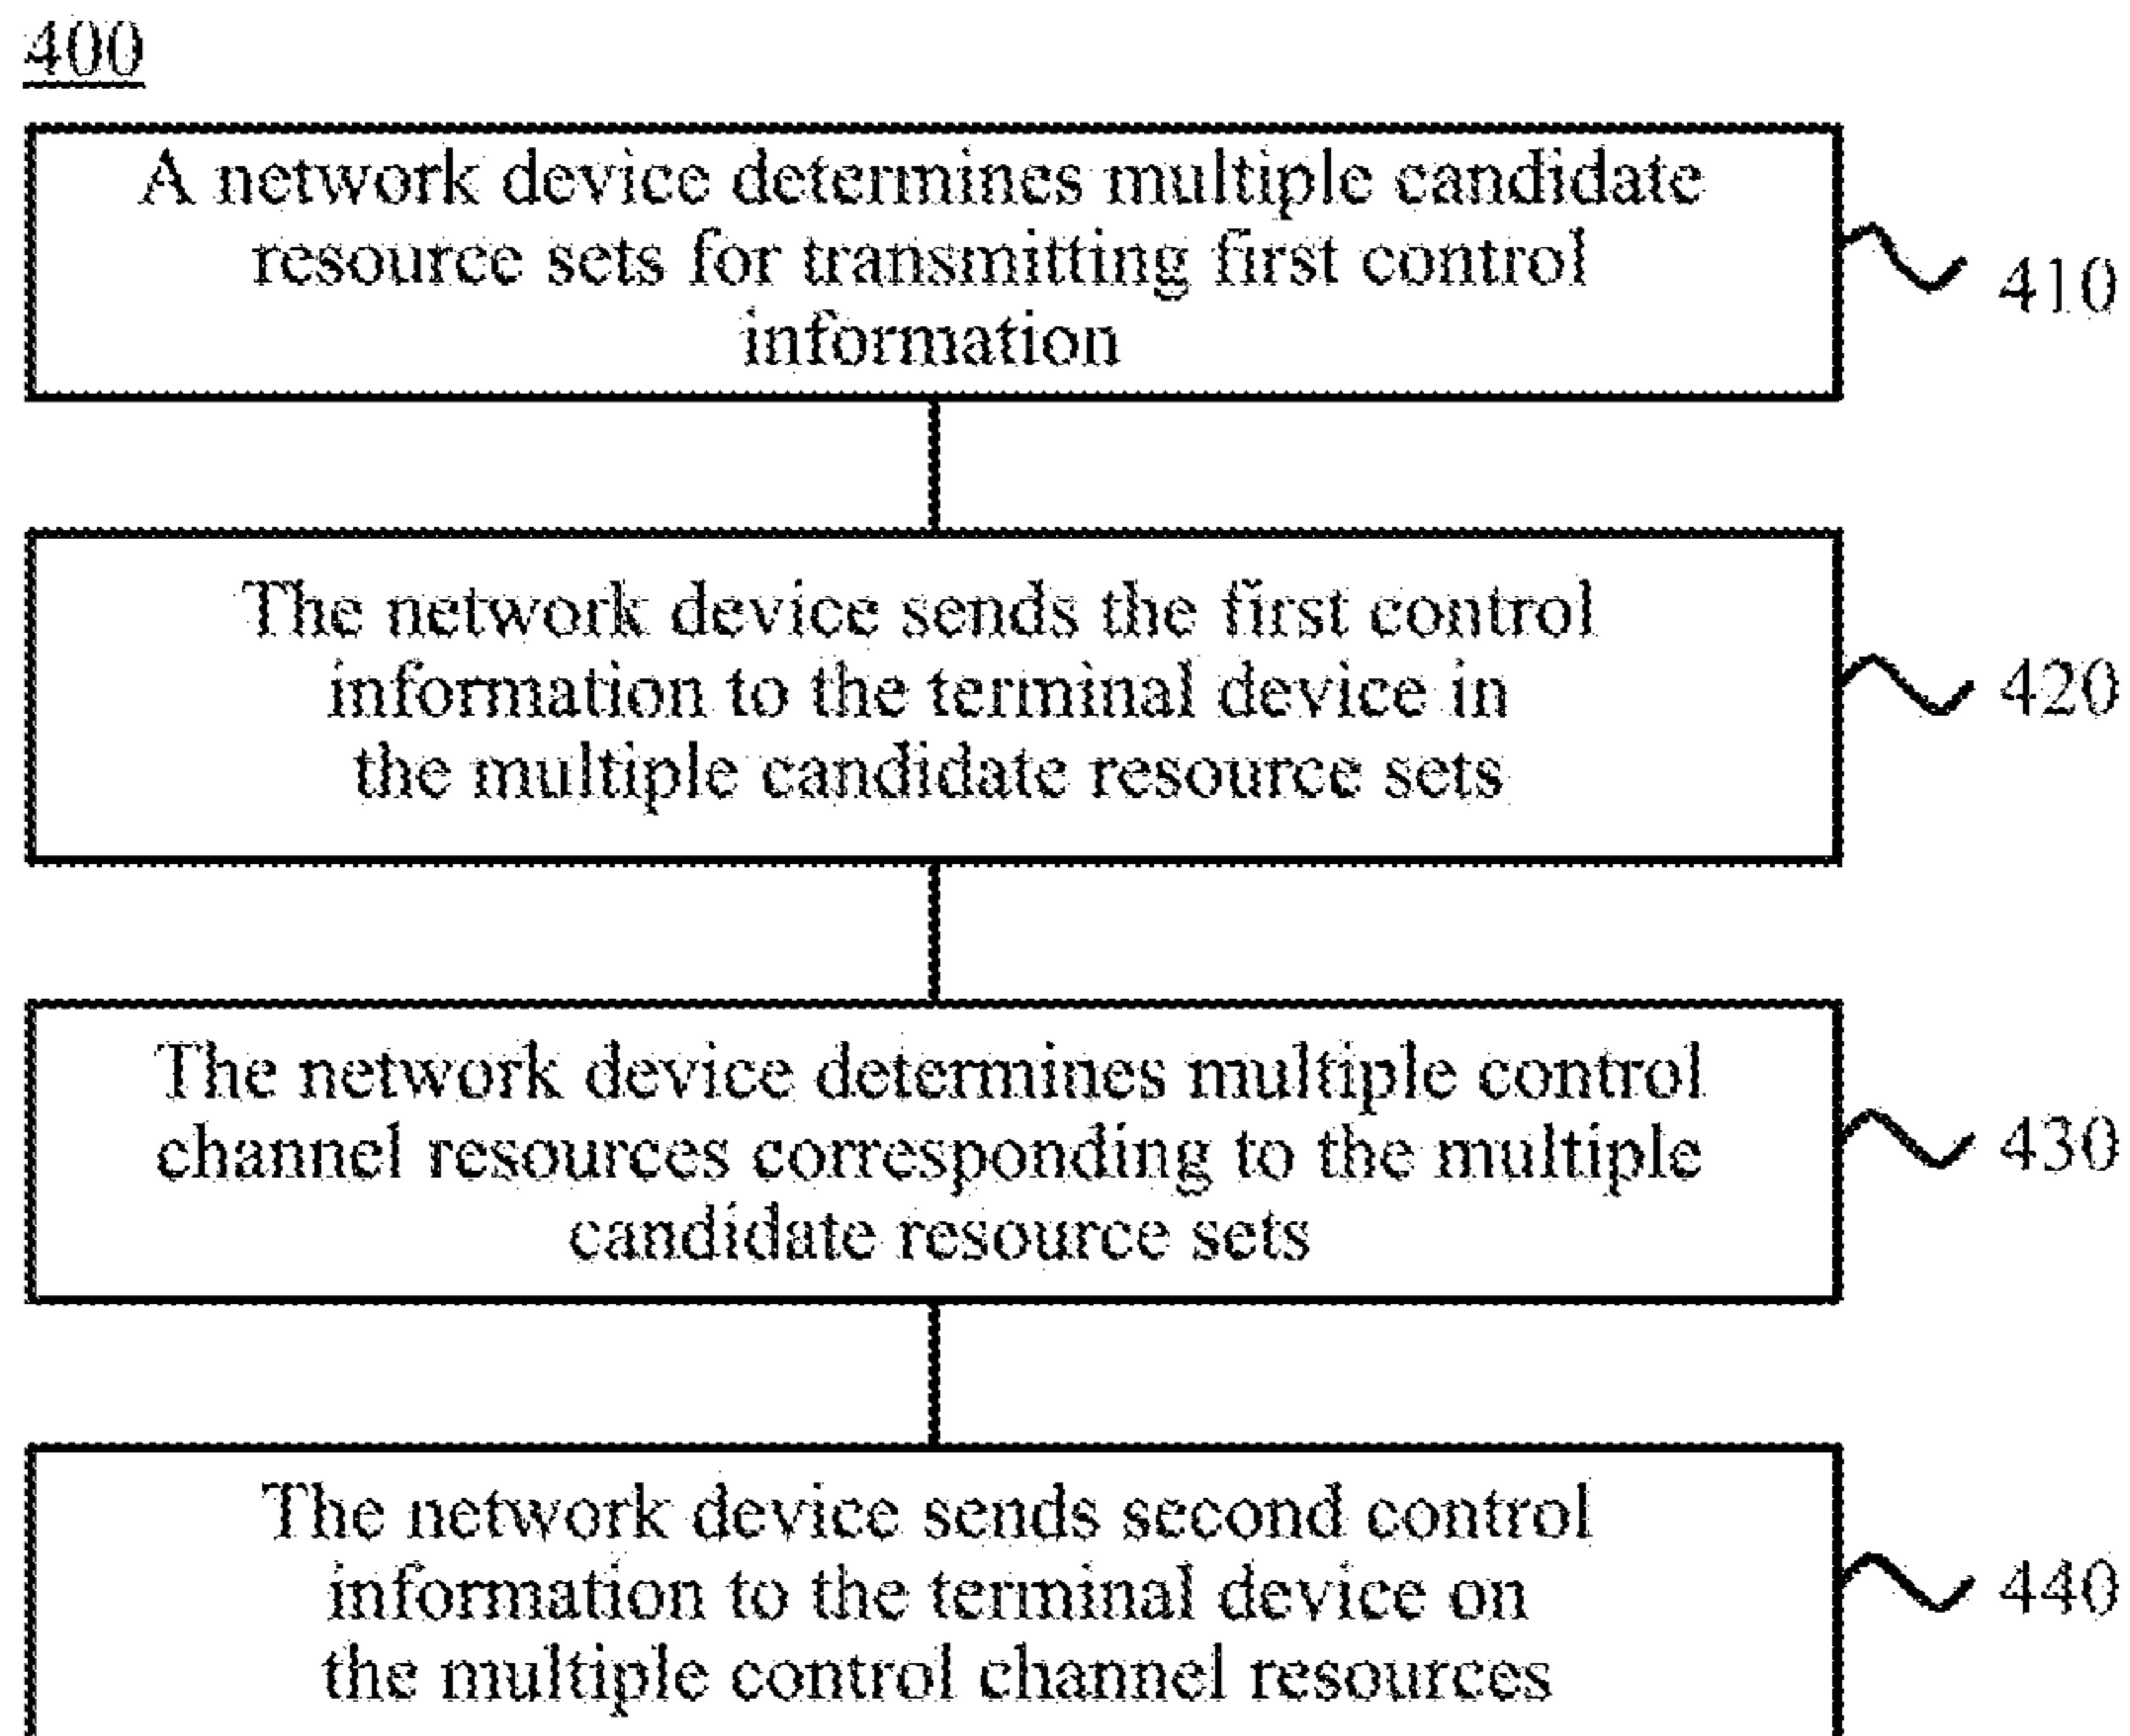 400
A network device determines multiple candidate
resource sets for transmitting first control
information
410
The network device sends the first control
information to the terminal device in
the multiple candidate resource sets
420
The network device determines multiple control
channel resources corresponding to the multiple
candidate resource sets
430
The network device sends second control
information to the terminal device on
the multiple control channel resources
440